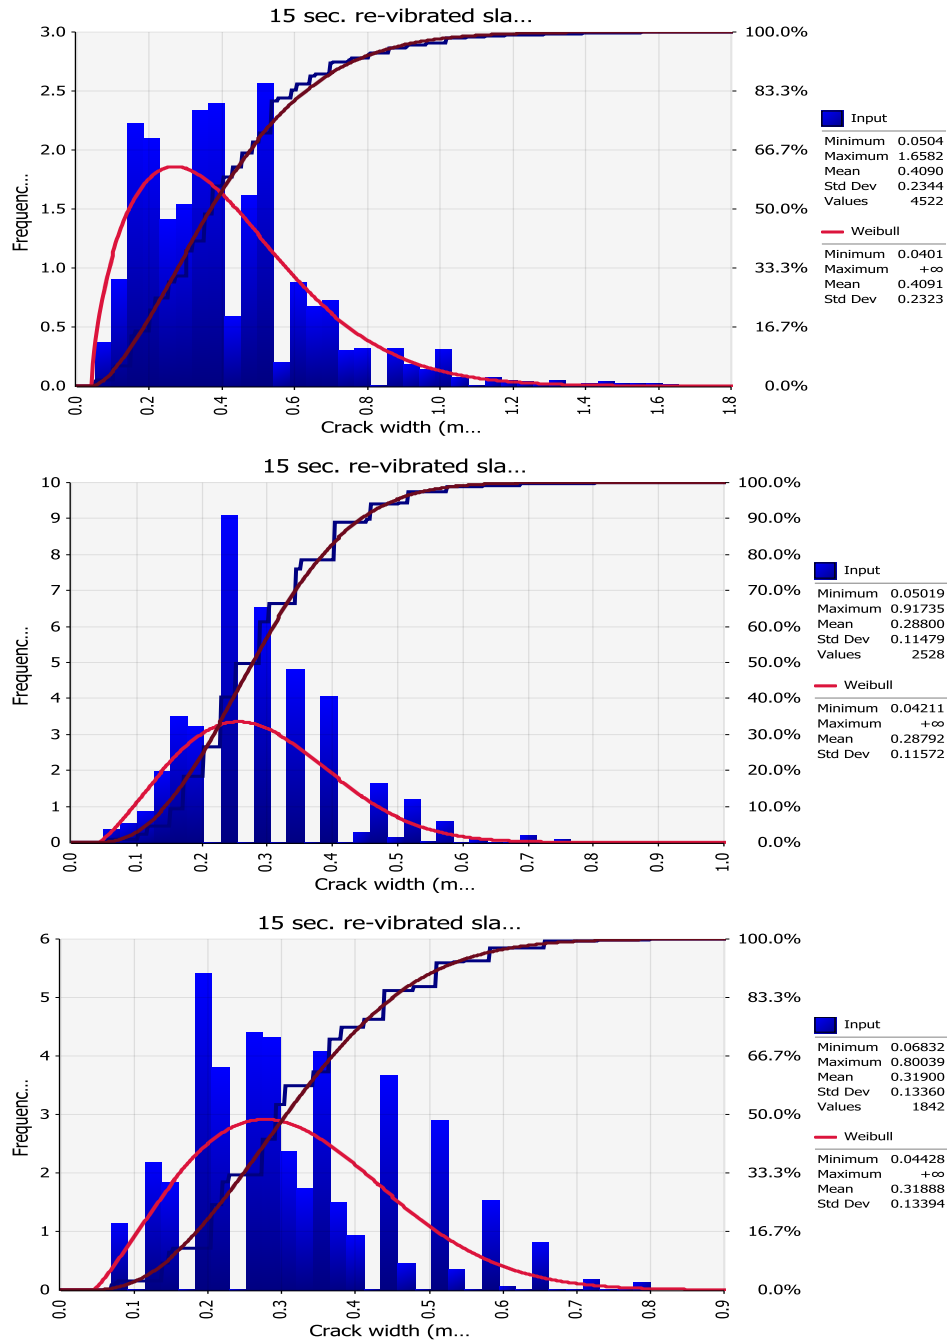 15 sec. re-vibrated sla...
3.0
2.5
2.0
1.5
1.0
0.5
0.0
Frequenc...
100.0%
83.3%
66.7%
50.0%
33.3%
16.7%
0.0%
0.0 0.2 0.4 0.6 0.8 1.0 1.2 1.4 1.6 1.8
Crack width (m...
Input
Minimum 0.0504
Maximum 1.6582
Mean 0.4090
Std Dev 0.2344
Values 4522
Weibull
Minimum 0.0401
Maximum +∞
Mean 0.4091
Std Dev 0.2323
15 sec. re-vibrated sla...
10
9
8
7
6
5
4
3
2
1
0
Frequenc...
100.0%
90.0%
80.0%
70.0%
60.0%
50.0%
40.0%
30.0%
20.0%
10.0%
0.0%
0.0 0.1 0.2 0.3 0.4 0.5 0.6 0.7 0.8 0.9 1.0
Crack width (m...
Input
Minimum 0.05019
Maximum 0.91735
Mean 0.28800
Std Dev 0.11479
Values 2528
Weibull
Minimum 0.04211
Maximum +∞
Mean 0.28792
Std Dev 0.11572
15 sec. re-vibrated sla...
6
5
4
3
2
1
0
Frequenc...
100.0%
83.3%
66.7%
50.0%
33.3%
16.7%
0.0%
0.0 0.1 0.2 0.3 0.4 0.5 0.6 0.7 0.8 0.9
Crack width (m...
Input
Minimum 0.06832
Maximum 0.80039
Mean 0.31900
Std Dev 0.13360
Values 1842
Weibull
Minimum 0.04428
Maximum +∞
Mean 0.31888
Std Dev 0.13394